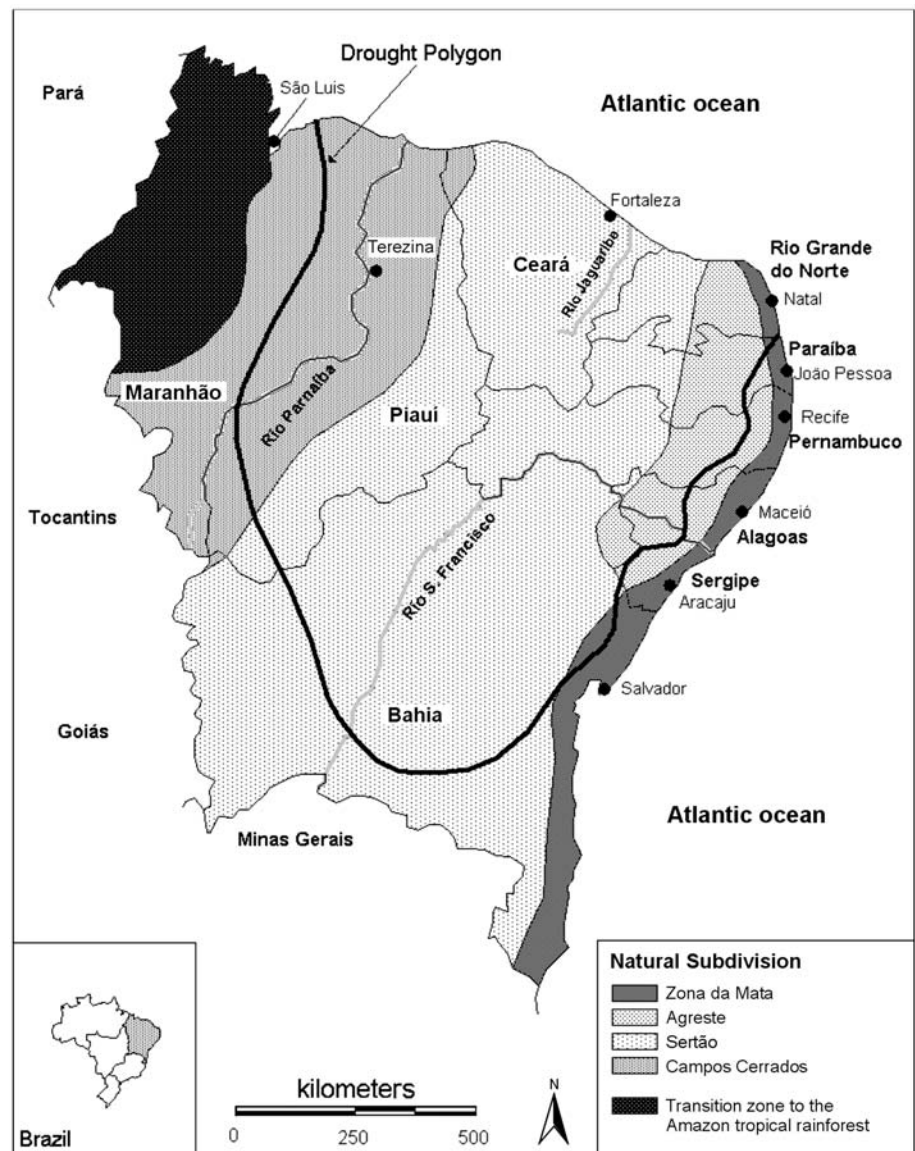 Drought Polygon
Pará
São Luis
Atlantic ocean
Fortaleza
Terezina
Ceará
Rio Jaguaribe
Rio Grande
do Norte
Natal
Maranhão
Rio Parnaíba
Piauí
Paraíba
João Pessoa
Recife
Pernambuco
Tocantins
Maceió
Alagoas
Rio S. Francisco
Sergipe
Aracaju
Salvador
Goiás
Bahia
Atlantic ocean
Minas Gerais
Natural Subdivision
Zona da Mata
Agreste
Sertão
Campos Cerrados
Transition zone to the
Amazon tropical rainforest
kilometers
0 250 500
N
Brazil